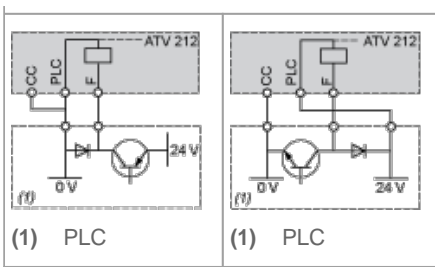 ATV 212
CC
PLC
F
24 V
0 V
(1)
(1) PLC
ATV 212
CC
PLC
F
0 V
24 V
(1)
(1) PLC